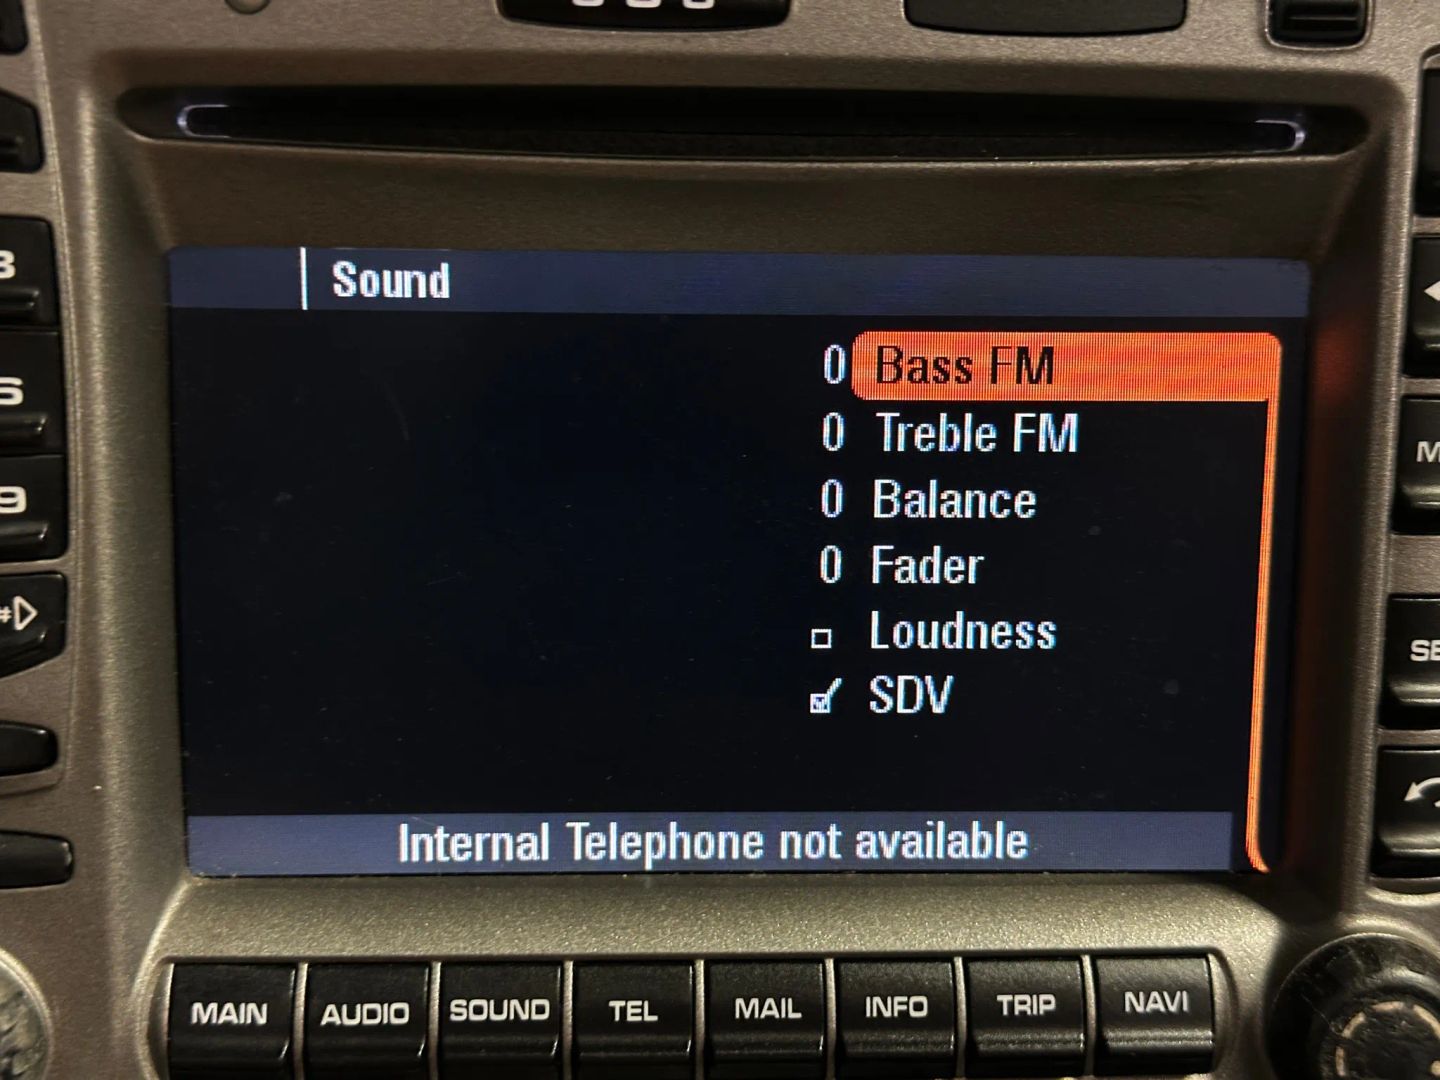 Sound
0 Bass FM
0 Treble FM
0 Balance
0 Fader
Loudness
SDV
Internal Telephone not available
MAIN AUDIO SOUND TEL MAIL INFO TRIP NAVI
9
#